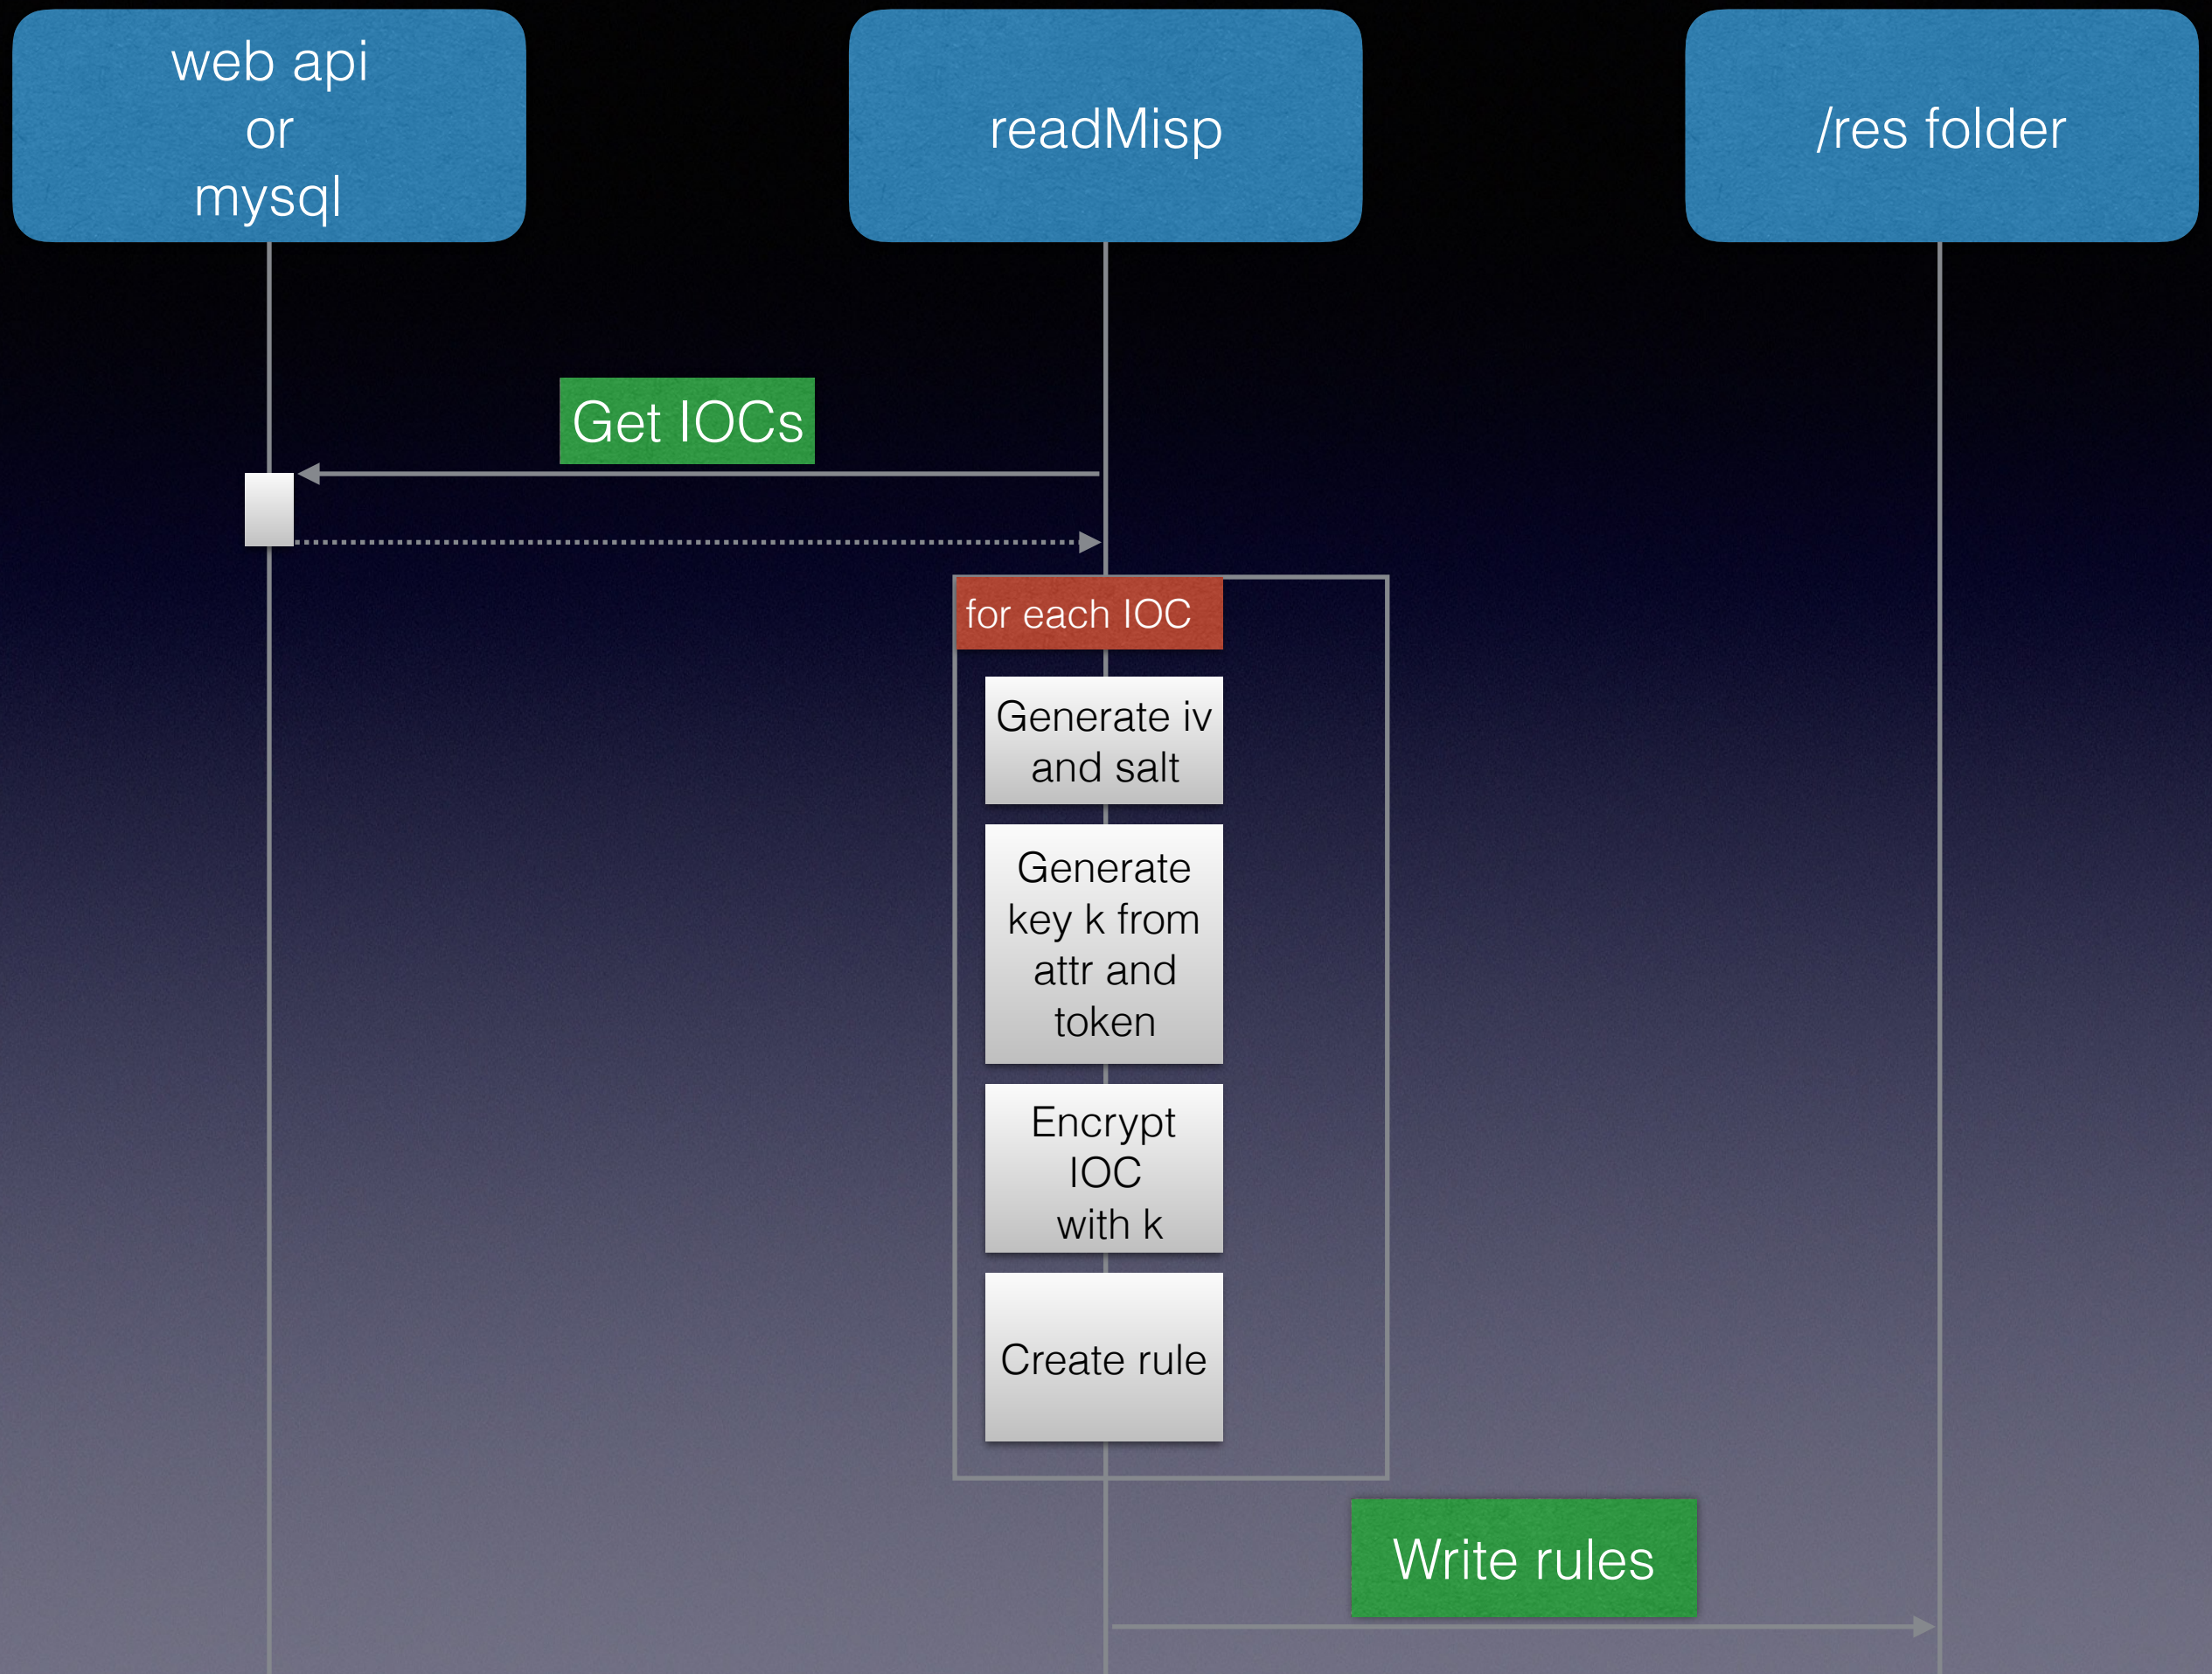 web api
or
mysql
readMisp
/res folder
Get IOCs
for each IOC
Generate iv
and salt
Generate
key k from
attr and
token
Encrypt
IOC
with k
Create rule
Write rules